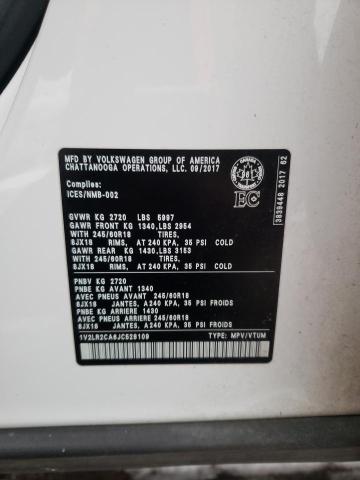 MFD BY VOLKSWAGEN GROUP OF AMERICA
CHATTANOOGA OPERATIONS, LLC. 09/2017
Complies:
ICES/NMB-002
EC
3839448 2017 62
GVWR KG 2720 LBS 5997
GAWR FRONT KG 1340,LBS 2954
WITH 245/60R18 TIRES,
8JX18 RIMS, AT 240 KPA, 35 PSI COLD
GAWR REAR KG 1430,LBS 3153
WITH 245/60R18 TIRES,
8JX18 RIMS, AT 240 KPA, 35 PSI COLD
PNBV KG 2720
PNBE KG AVANT 1340
AVEC PNEUS AVANT 245/60R18
8JX18 JANTES, A 240 KPA, 35 PSI FROIDS
PNBE KG ARRIERE 1430
AVEC PNEUS ARRIERE 245/60R18
8JX18 JANTES, A 240 KPA, 35 PSI FROIDS
1V2LR2CA6JC528109 TYPE: MPV/VTUM